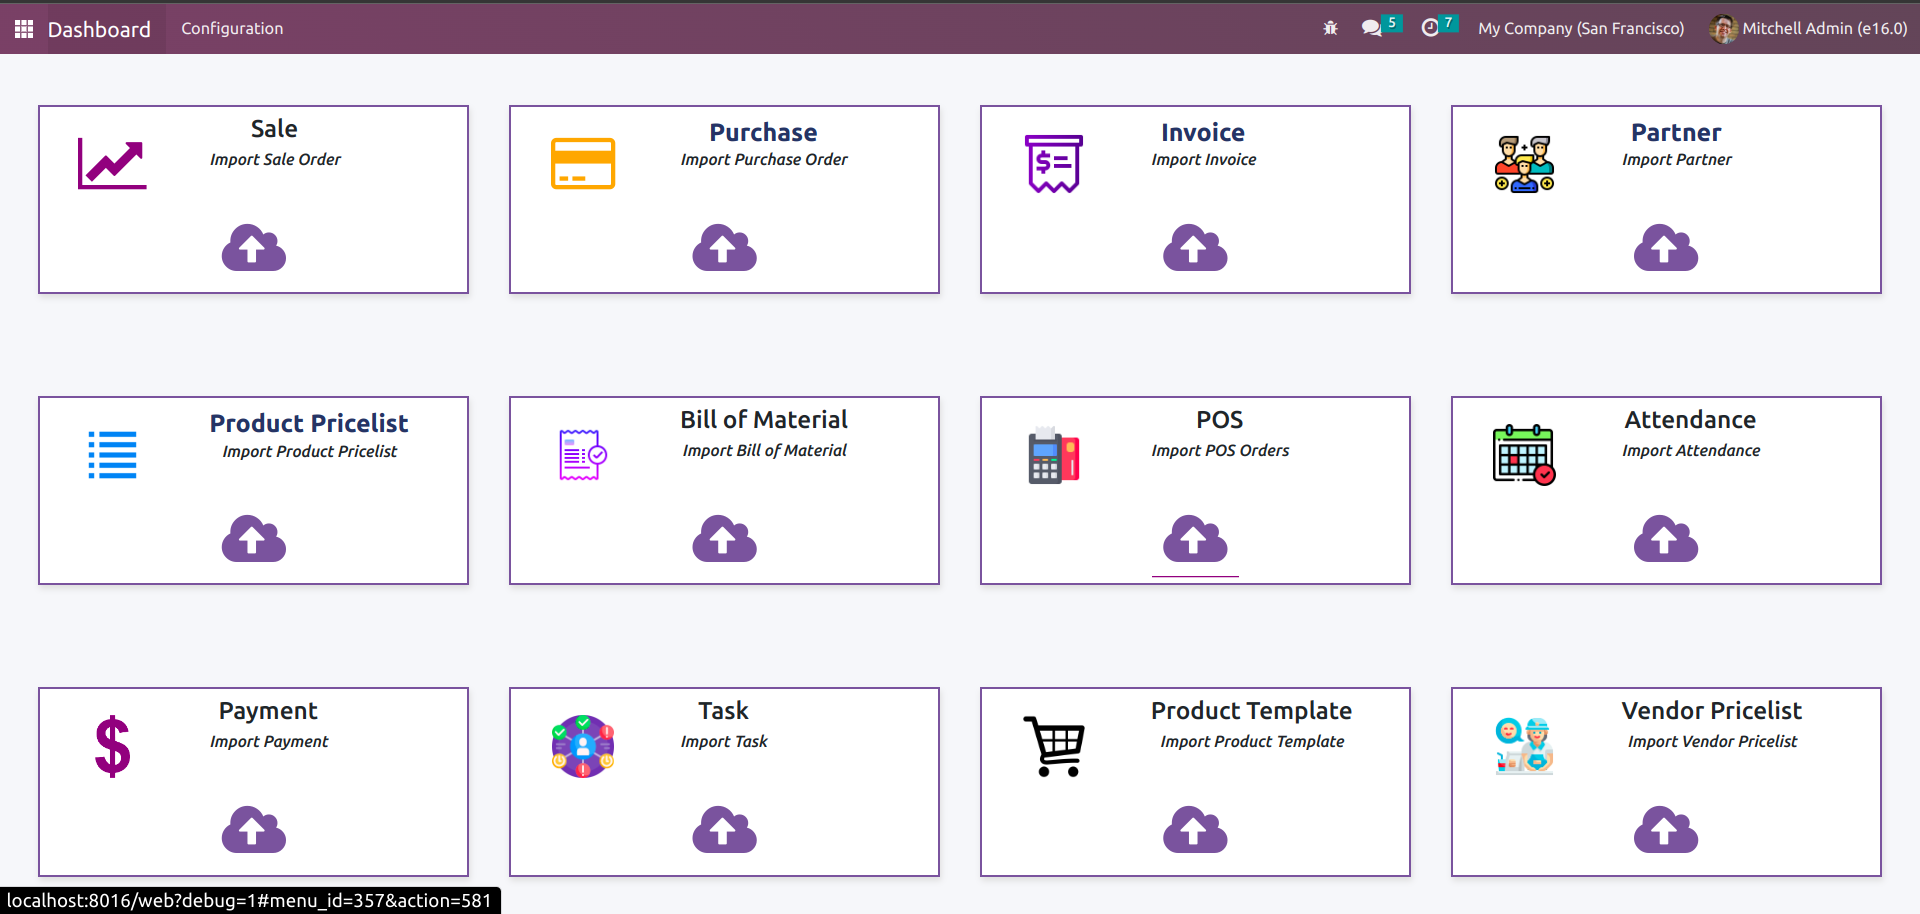 Dashboard Configuration 5 7 My Company (San Francisco) Mitchell Admin (e16.0)
Sale
Import Sale Order
Purchase
Import Purchase Order
Invoice
Import Invoice
Partner
Import Partner
Product Pricelist
Import Product Pricelist
Bill of Material
Import Bill of Material
POS
Import POS Orders
Attendance
Import Attendance
Payment
Import Payment
Task
Import Task
Product Template
Import Product Template
Vendor Pricelist
Import Vendor Pricelist
localhost:8016/web?debug=1#menu_id=357&action=581